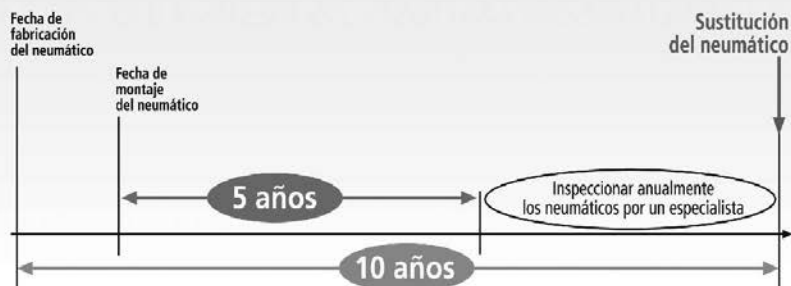 Fecha de
fabricación
del neumático
Fecha de
montaje
del neumático
Sustitución
del neumático
5 años
Inspeccionar anualmente
los neumáticos por un especialista
10 años